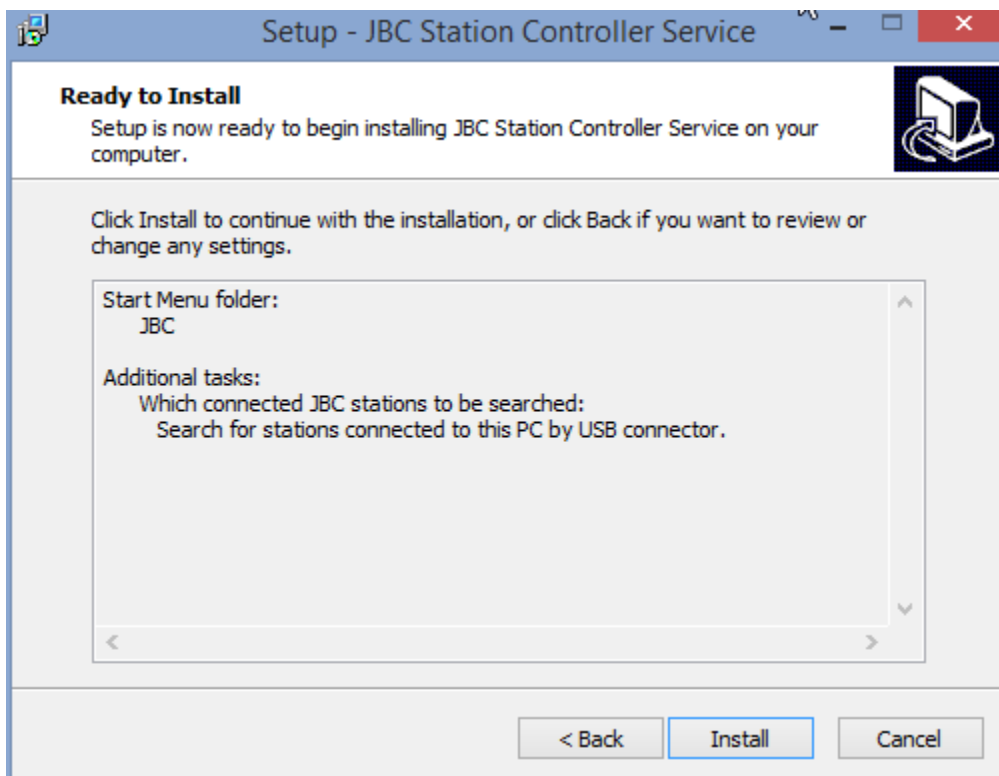 Setup - JBC Station Controller Service
Ready to Install
Setup is now ready to begin installing JBC Station Controller Service on your
computer.
Click Install to continue with the installation, or click Back if you want to review or
change any settings.
Start Menu folder:
JBC
Additional tasks:
Which connected JBC stations to be searched:
Search for stations connected to this PC by USB connector.
< Back
Install
Cancel